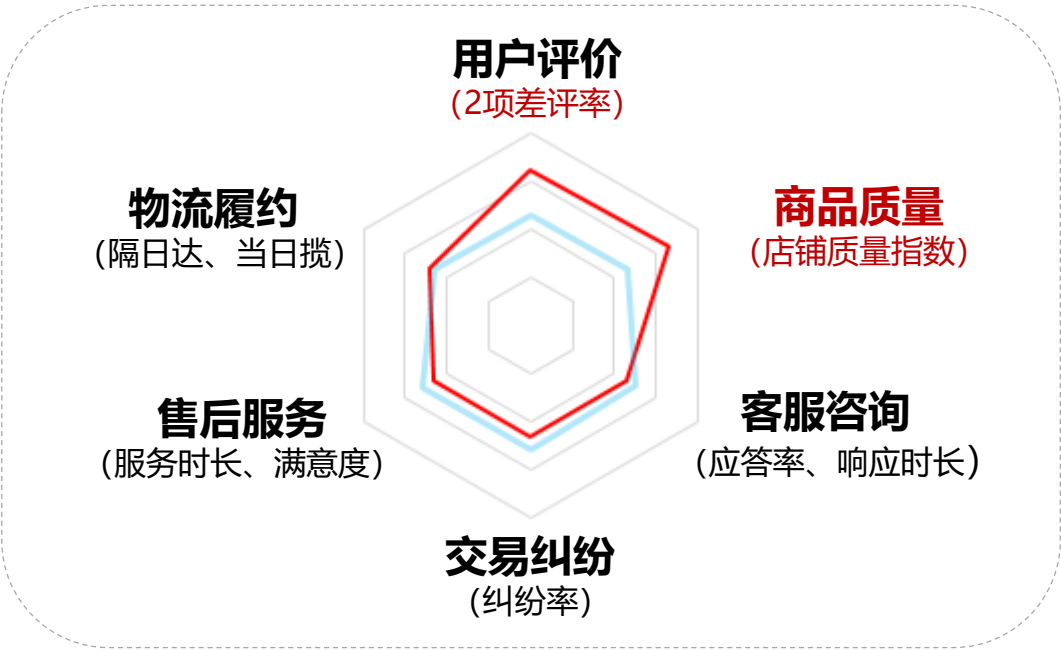 用户评价
（2项差评率）
物流履约
（隔日达、当日揽）
商品质量
（店铺质量指数）
售后服务
（服务时长、满意度）
客服咨询
（应答率、响应时长）
交易纠纷
（纠纷率）